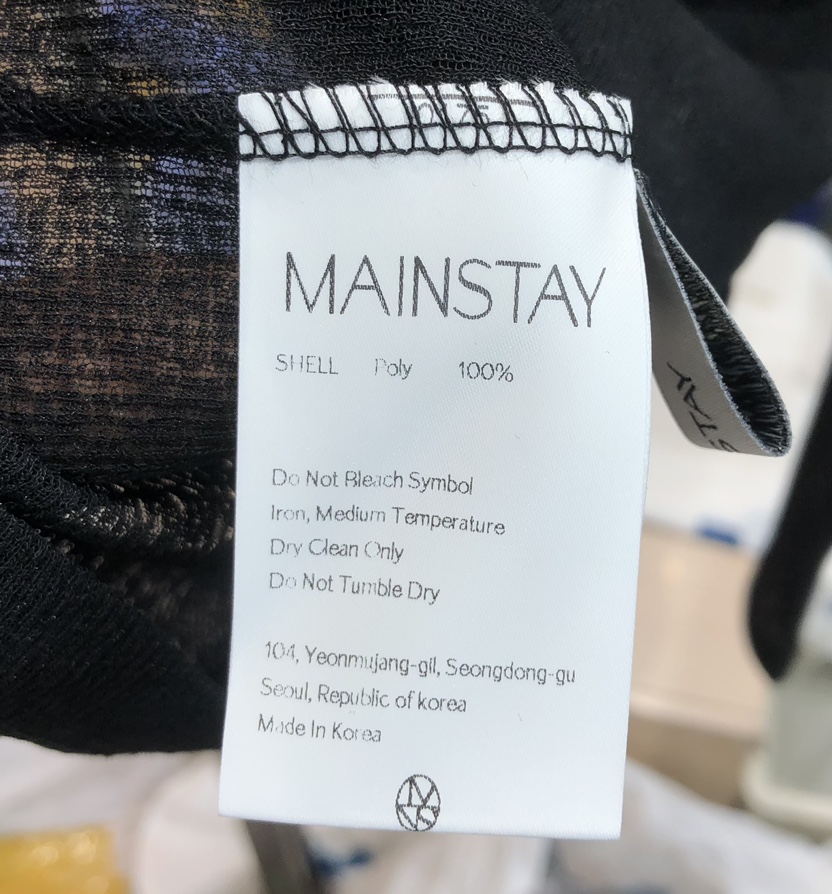 MAINSTAY
SHELL Poly 100%
Do Not Bleach Symbol
Iron, Medium Temperature
Dry Clean Only
Do Not Tumble Dry
104, Yeonmujang-gil, Seongdong-gu
Seoul, Republic of korea
Made In Korea
STAY